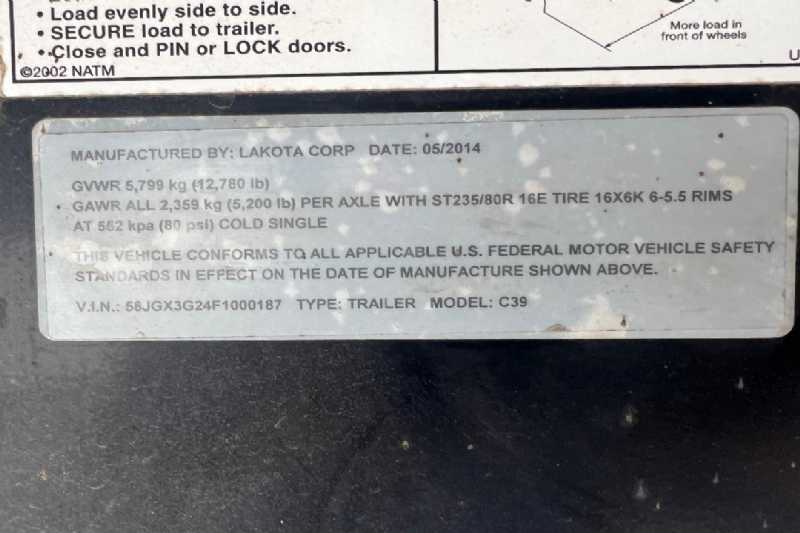 • Load evenly side to side.
• SECURE load to trailer.
• Close and PIN or LOCK doors.
©2002 NATM
More load in
front of wheels
MANUFACTURED BY: LAKOTA CORP DATE: 05/2014
GVWR 5,799 kg (12,780 lb)
GAWR ALL 2,359 kg (5,200 lb) PER AXLE WITH ST235/80R 16E TIRE 16X6K 6-5.5 RIMS
AT 552 kpa (80 psi) COLD SINGLE
THIS VEHICLE CONFORMS TO ALL APPLICABLE U.S. FEDERAL MOTOR VEHICLE SAFETY
STANDARDS IN EFFECT ON THE DATE OF MANUFACTURE SHOWN ABOVE.
V.I.N.: 58JGX3G24F1000187 TYPE: TRAILER MODEL: C39